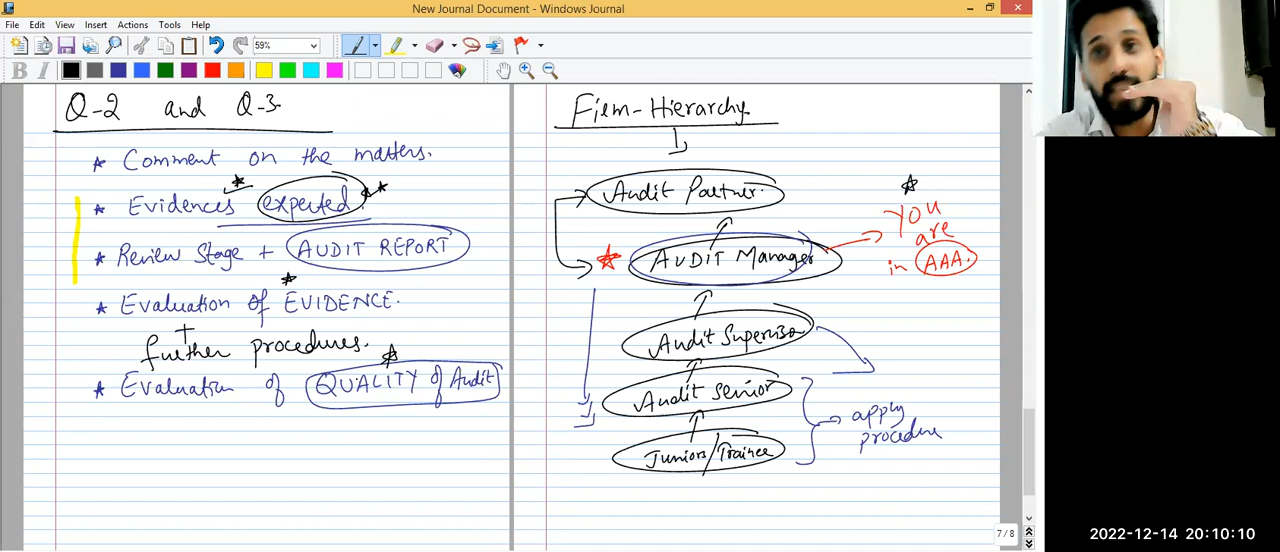 New Journal Document - Windows Journal
File Edit View Insert Actions Tools Help
59%
B I
Q-2 and Q-3
* Comment on the matters.
* Evidences expected
* Review Stage + AUDIT REPORT
* Evaluation of EVIDENCE.
+
further procedures.
* Evaluation of QUALITY of Audit
Firm-Hierarchy
Audit Partner.
AUDIT Manager
You
are
in AAA.
Audit Supervisor
Audit Senior
Juniors/Trainee
apply
procedure
7 / 8
2022-12-14 20:10:10